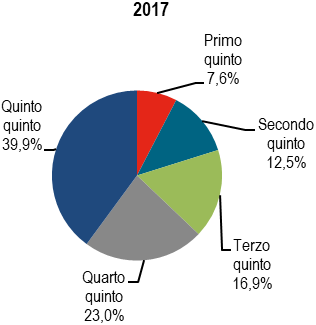 2017
Primo
quinto
7,6%
Secondo
quinto
12,5%
Terzo
quinto
16,9%
Quarto
quinto
23,0%
Quinto
quinto
39,9%